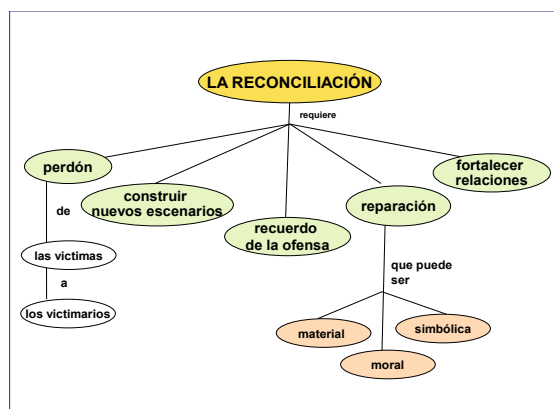 LA RECONCILIACIÓN
requiere
perdón
construir
nuevos escenarios
recuerdo
de la ofensa
reparación
fortalecer
relaciones
de
las victimas
a
los victimarios
que puede
ser
material
moral
simbólica